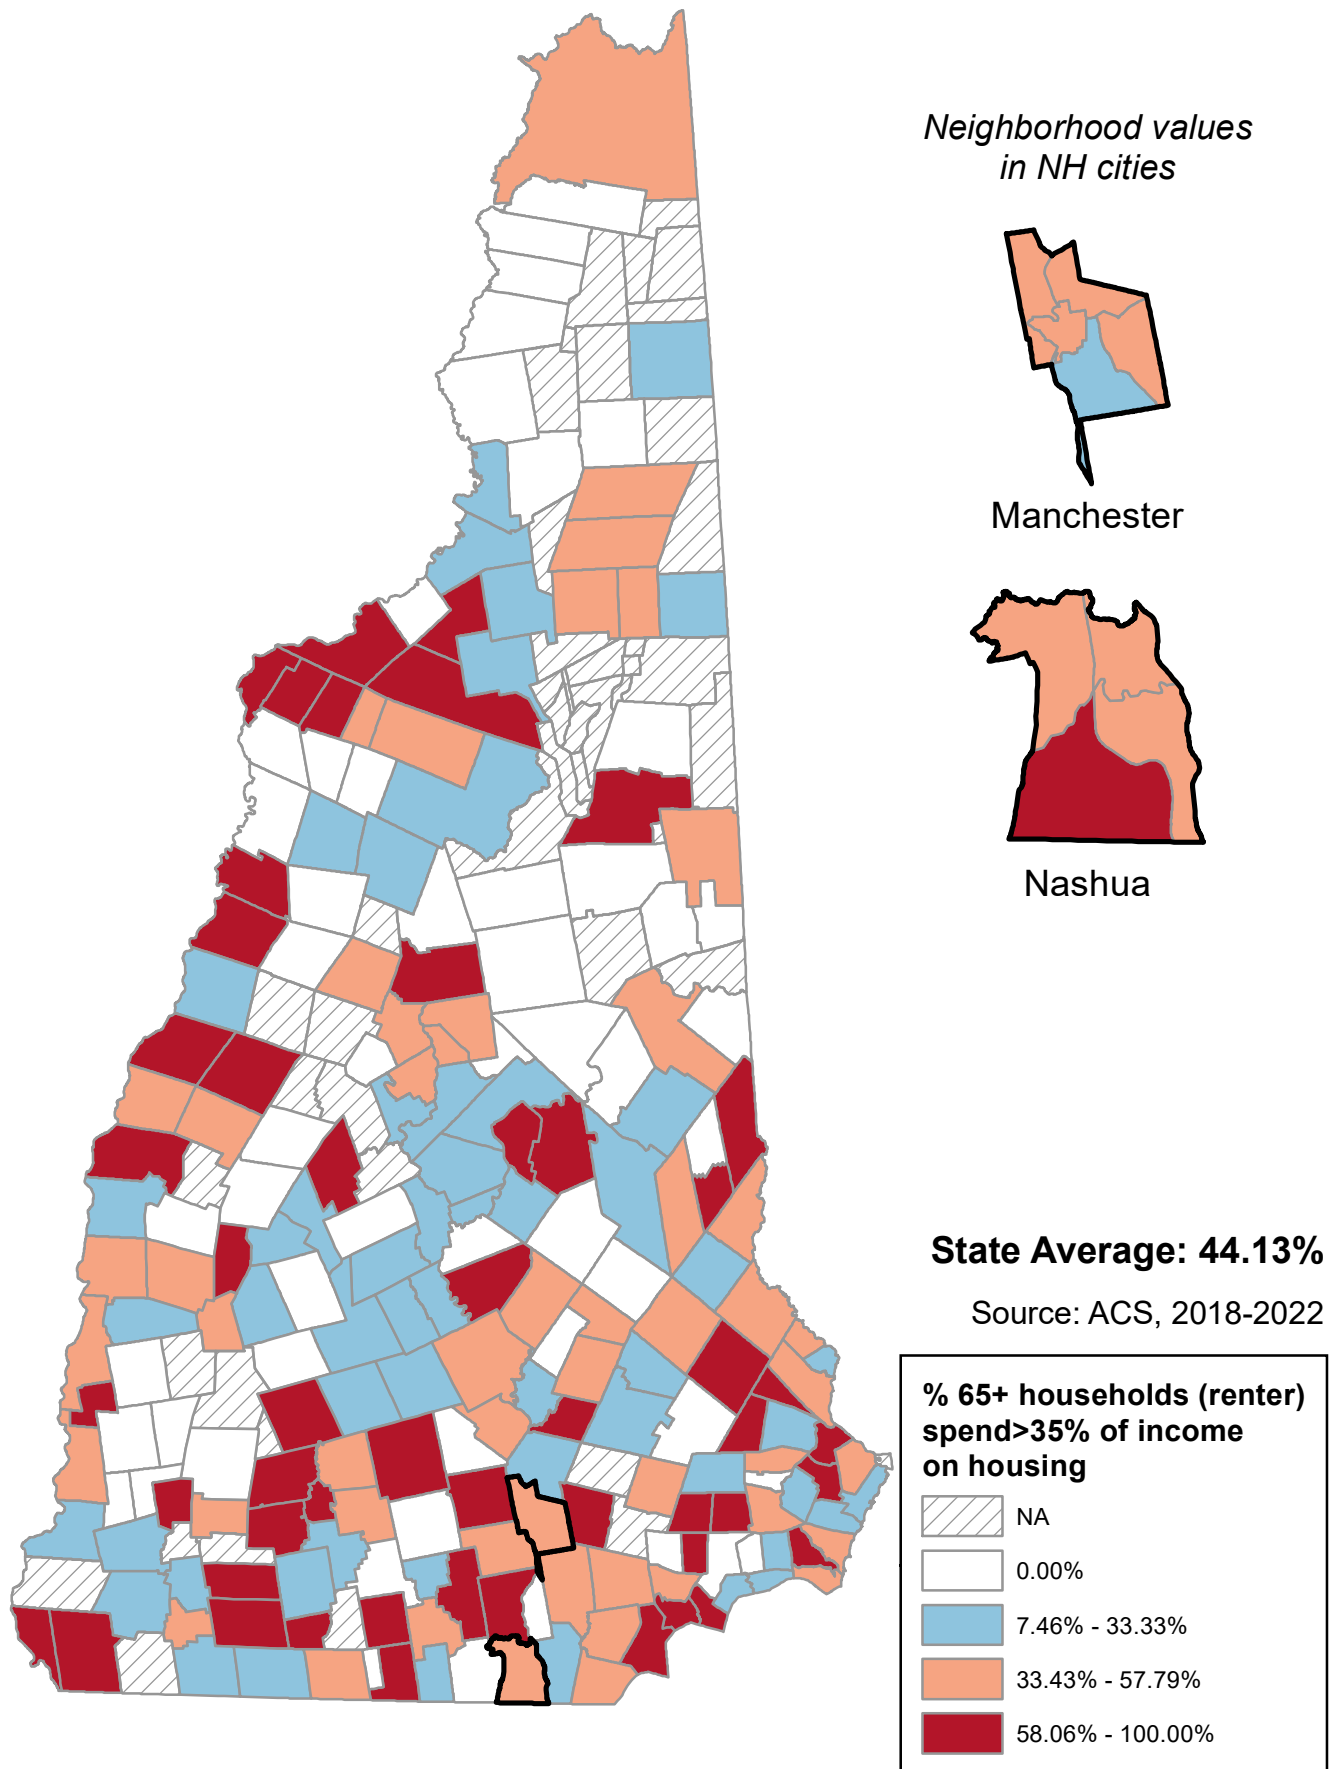 Neighborhood values
in NH cities
Manchester
Nashua
State Average: 44.13%
Source: ACS, 2018-2022
% 65+ households (renter)
spend>35% of income
on housing
NA
0.00%
7.46% - 33.33%
33.43% - 57.79%
58.06% - 100.00%